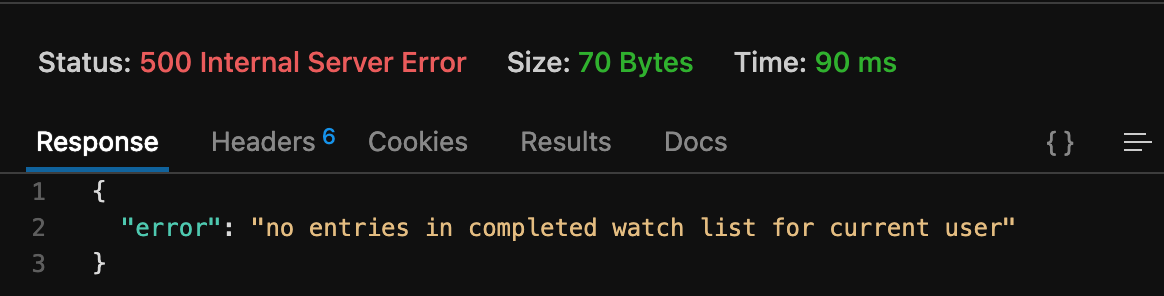 Status: 500 Internal Server Error Size: 70 Bytes Time: 90 ms
Response Headers 6 Cookies Results Docs { }
1 {
2 "error": "no entries in completed watch list for current user"
3 }